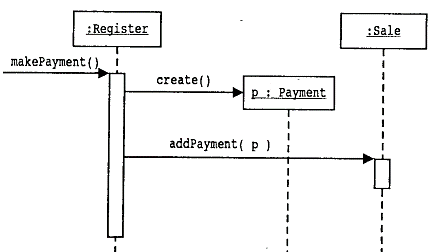 :Register
:Sale
makePayment()
create()
p : Payment
addPayment( p )